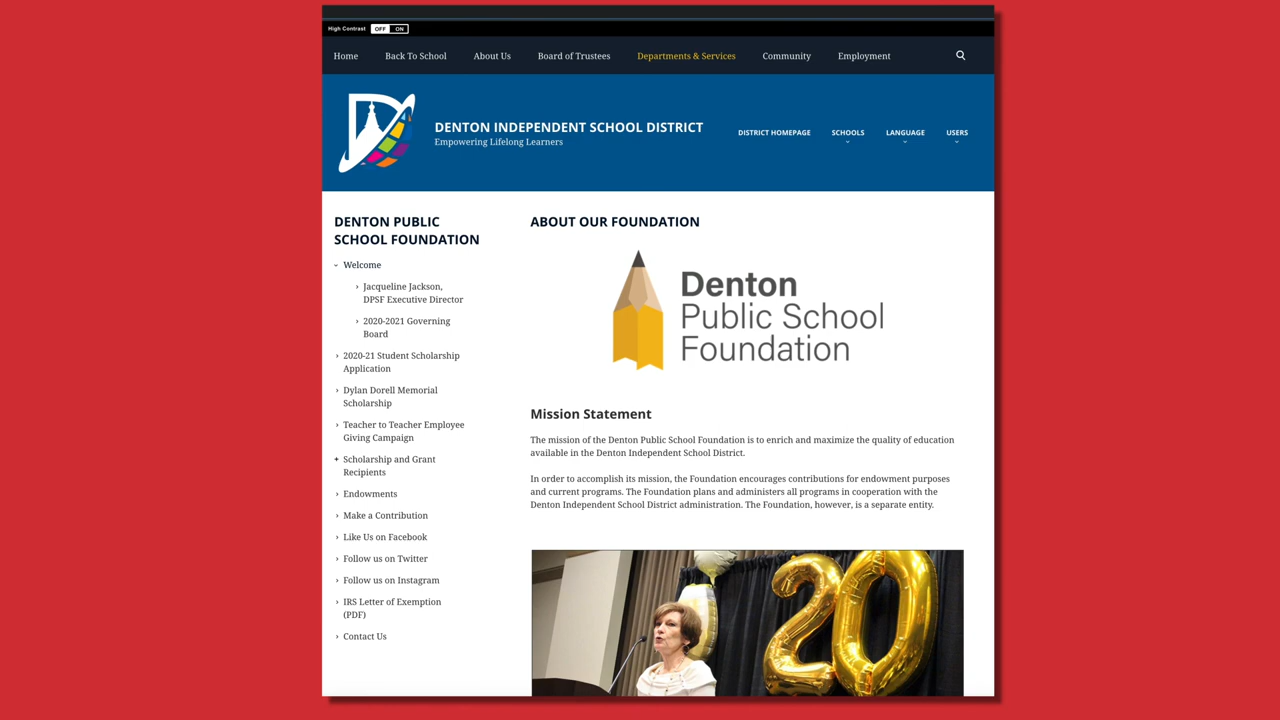 High Contrast OFF ON
Home Back To School About Us Board of Trustees Departments & Services Community Employment
DENTON INDEPENDENT SCHOOL DISTRICT
Empowering Lifelong Learners
DISTRICT HOMEPAGE SCHOOLS LANGUAGE USERS
DENTON PUBLIC
SCHOOL FOUNDATION
Welcome
Jacqueline Jackson,
DPSF Executive Director
2020-2021 Governing
Board
2020-21 Student Scholarship
Application
Dylan Dorell Memorial
Scholarship
Teacher to Teacher Employee
Giving Campaign
Scholarship and Grant
Recipients
Endowments
Make a Contribution
Like Us on Facebook
Follow us on Twitter
Follow us on Instagram
IRS Letter of Exemption
(PDF)
Contact Us
ABOUT OUR FOUNDATION
Denton
Public School
Foundation
Mission Statement
The mission of the Denton Public School Foundation is to enrich and maximize the quality of education
available in the Denton Independent School District.
In order to accomplish its mission, the Foundation encourages contributions for endowment purposes
and current programs. The Foundation plans and administers all programs in cooperation with the
Denton Independent School District administration. The Foundation, however, is a separate entity.
20